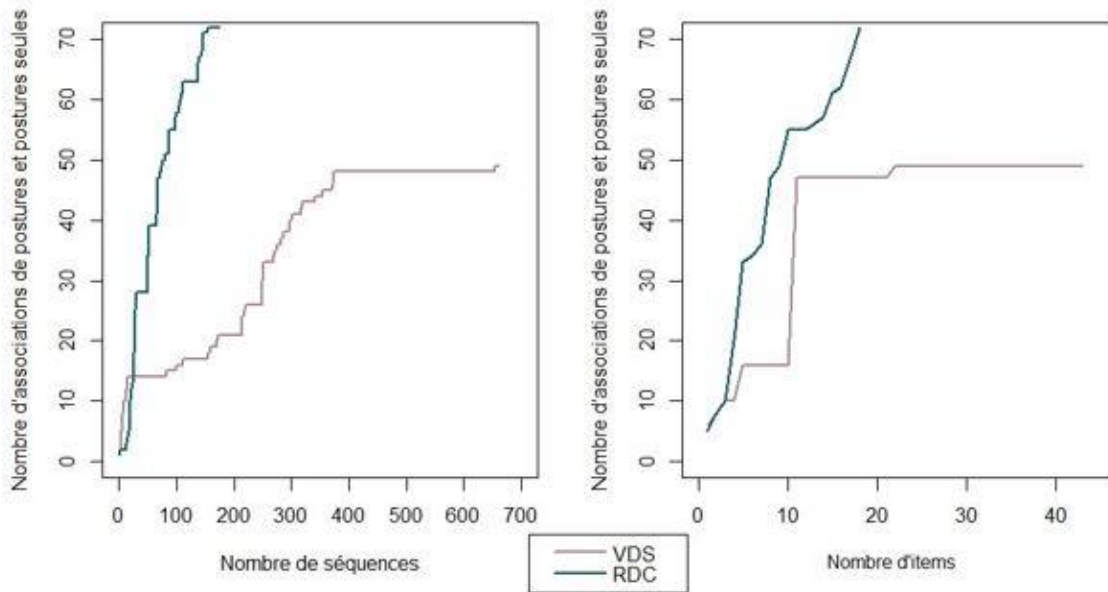 Nombre d'associations de postures et postures seules
70
60
50
40
30
20
10
0
0 100 200 300 400 500 600 700
Nombre de séquences
Nombre d'associations de postures et postures seules
70
60
50
40
30
20
10
0
0 10 20 30 40
Nombre d'items
VDS
RDC